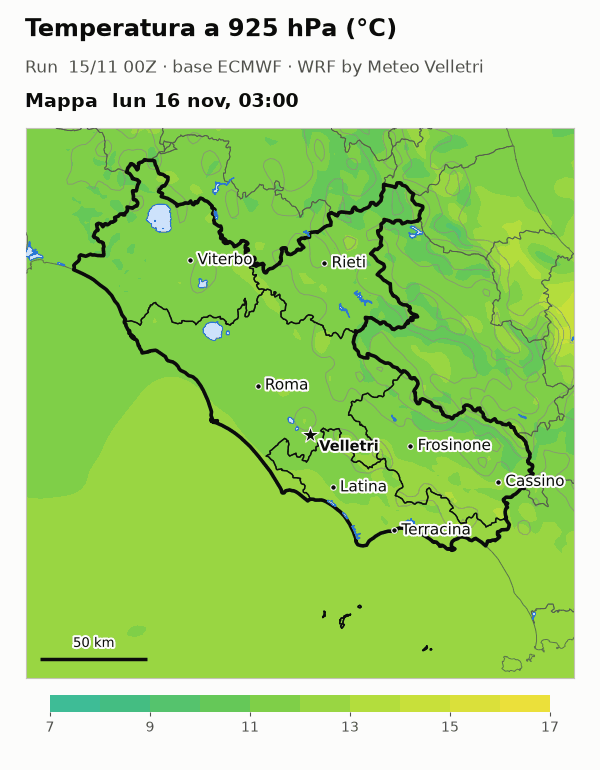 Temperatura a 925 hPa (°C)
Run  15/11 00Z · base ECMWF · WRF by Meteo Velletri
Mappa  lun 16 nov, 03:00
Viterbo
Rieti
Roma
Velletri
Frosinone
Latina
Cassino
Terracina
50 km
7 9 11 13 15 17